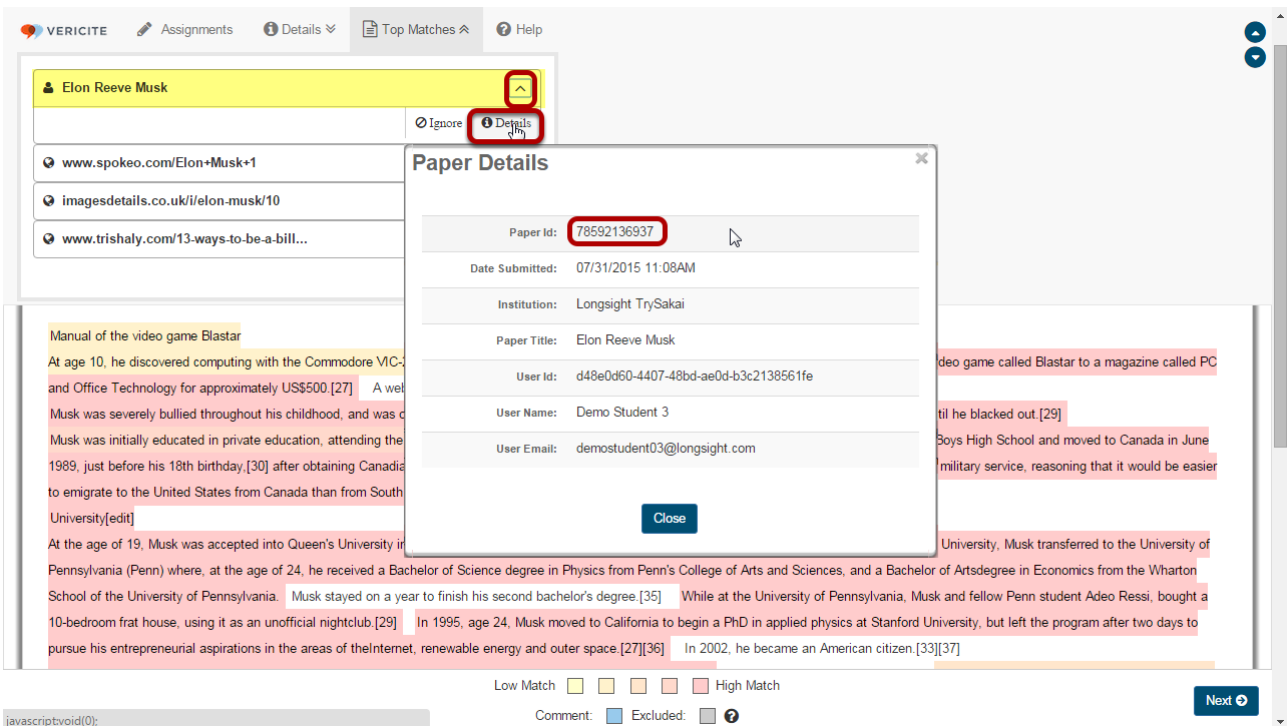 VERICITE Assignments Details Top Matches Help
Elon Reeve Musk
Ignore Details
www.spokeo.com/Elon+Musk+1
imagesdetails.co.uk/i/elon-musk/10
www.trishaly.com/13-ways-to-be-a-bill...
Paper Details
Paper Id: 78592136937
Date Submitted: 07/31/2015 11:08AM
Institution: Longsight TrySakai
Paper Title: Elon Reeve Musk
User Id: d48e0d60-4407-48bd-ae0d-b3c2138561fe
User Name: Demo Student 3
User Email: demostudent03@longsight.com
Close
Manual of the video game Blastar
At age 10, he discovered computing with the Commodore VIC- deo game called Blastar to a magazine called PC
and Office Technology for approximately US$500.[27] A we
Musk was severely bullied throughout his childhood, and was til he blacked out.[29]
Musk was initially educated in private education, attending the Boys High School and moved to Canada in June
1989, just before his 18th birthday,[30] after obtaining Canadia military service, reasoning that it would be easier
to emigrate to the United States from Canada than from South
University[edit]
At the age of 19, Musk was accepted into Queen's University in University, Musk transferred to the University of
Pennsylvania (Penn) where, at the age of 24, he received a Bachelor of Science degree in Physics from Penn's College of Arts and Sciences, and a Bachelor of Artsdegree in Economics from the Wharton
School of the University of Pennsylvania. Musk stayed on a year to finish his second bachelor's degree.[35] While at the University of Pennsylvania, Musk and fellow Penn student Adeo Ressi, bought a
10-bedroom frat house, using it as an unofficial nightclub.[29] In 1995, age 24, Musk moved to California to begin a PhD in applied physics at Stanford University, but left the program after two days to
pursue his entrepreneurial aspirations in the areas of theInternet, renewable energy and outer space.[27][36] In 2002, he became an American citizen.[33][37]
Low Match High Match
Comment: Excluded:
Next
javascript:void(0);